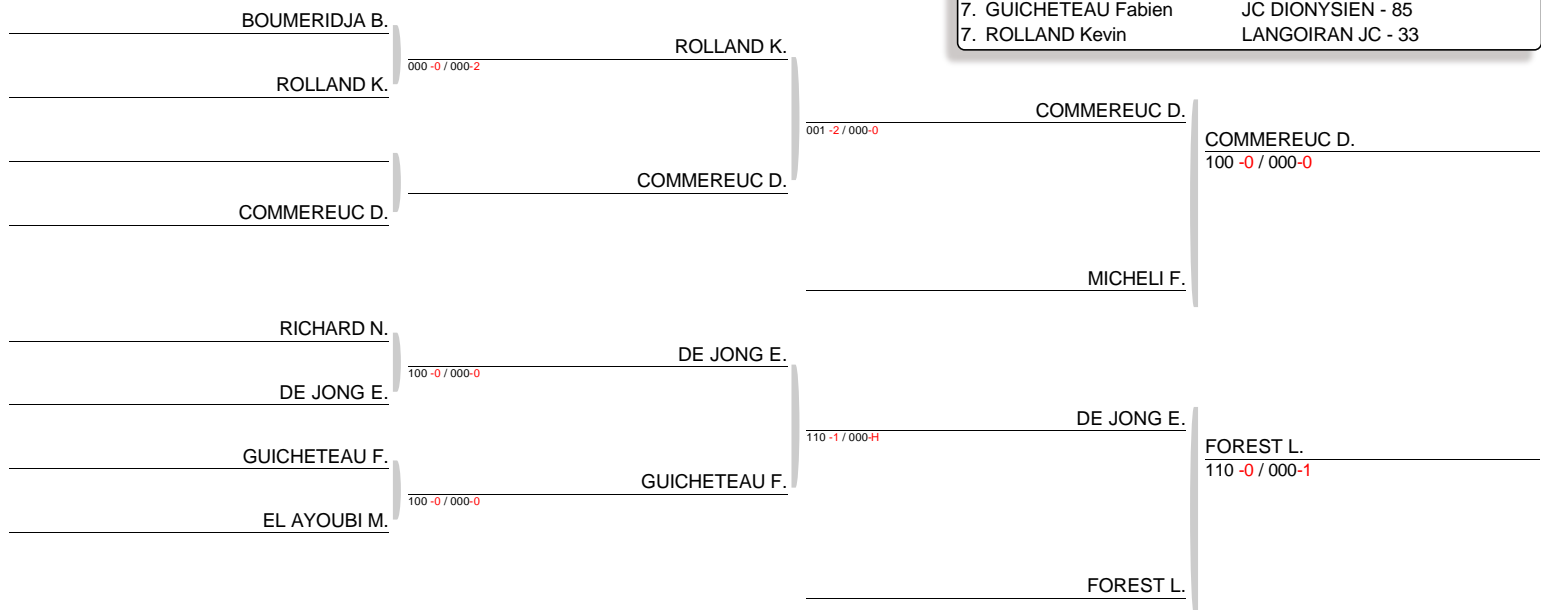 7. GUICHETEAU Fabien JC DIONYSIEN - 85
7. ROLLAND Kevin LANGOIRAN JC - 33
BOUMERIDJA B.
ROLLAND K.
000 -0 / 000-2
ROLLAND K.
COMMEREUC D.
001 -2 / 000-0
COMMEREUC D.
100 -0 / 000-0
COMMEREUC D.
COMMEREUC D.
MICHELI F.
RICHARD N.
DE JONG E.
100 -0 / 000-0
DE JONG E.
DE JONG E.
110 -1 / 000-H
FOREST L.
110 -0 / 000-1
GUICHETEAU F.
GUICHETEAU F.
100 -0 / 000-0
EL AYOUBI M.
FOREST L.